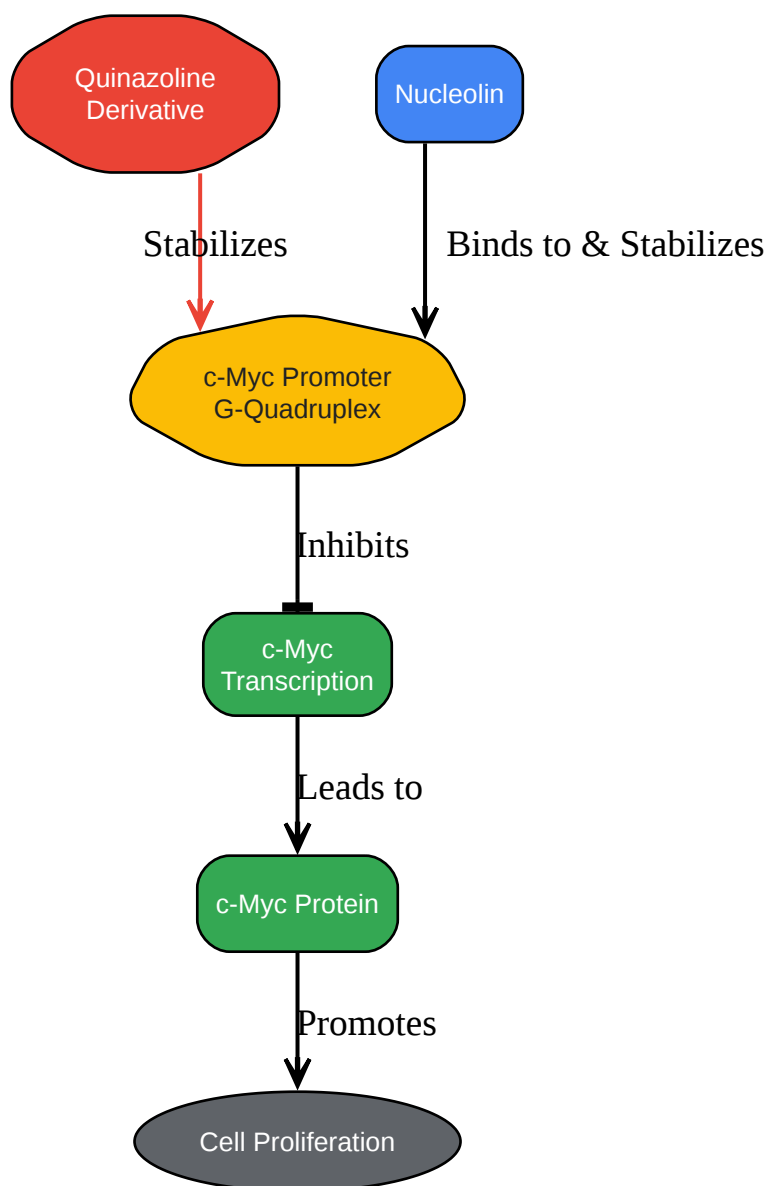 Quinazoline
Derivative
Nucleolin
Stabilizes
Binds to & Stabilizes
c-Myc Promoter
G-Quadruplex
Inhibits
c-Myc
Transcription
Leads to
c-Myc Protein
Promotes
Cell Proliferation